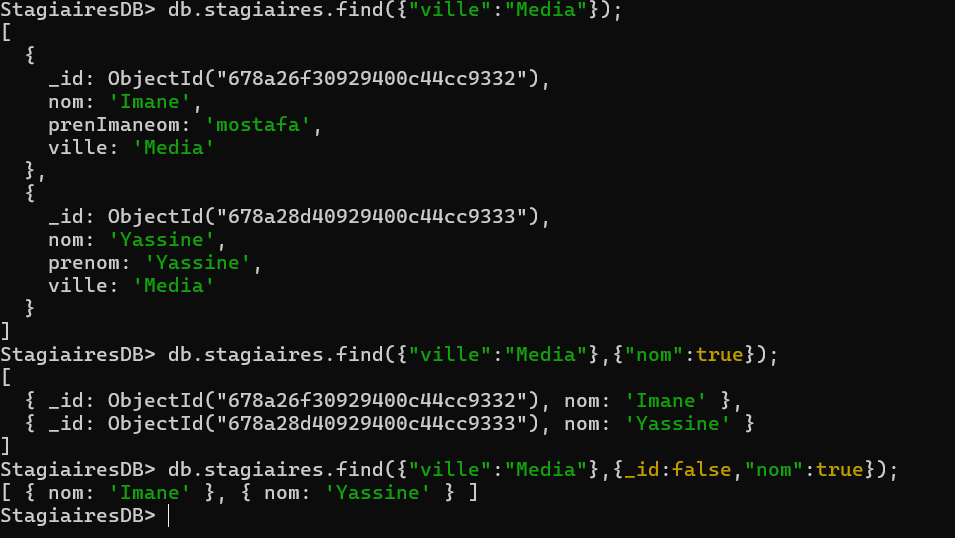 StagiairesDB> db.stagiaires.find({"ville":"Media"});
[
  {
    _id: ObjectId("678a26f30929400c44cc9332"),
    nom: 'Imane',
    prenImaneom: 'mostafa',
    ville: 'Media'
  },
  {
    _id: ObjectId("678a28d40929400c44cc9333"),
    nom: 'Yassine',
    prenom: 'Yassine',
    ville: 'Media'
  }
]
StagiairesDB> db.stagiaires.find({"ville":"Media"},{"nom":true});
[
  { _id: ObjectId("678a26f30929400c44cc9332"), nom: 'Imane' },
  { _id: ObjectId("678a28d40929400c44cc9333"), nom: 'Yassine' }
]
StagiairesDB> db.stagiaires.find({"ville":"Media"},{_id:false,"nom":true});
[ { nom: 'Imane' }, { nom: 'Yassine' } ]
StagiairesDB>